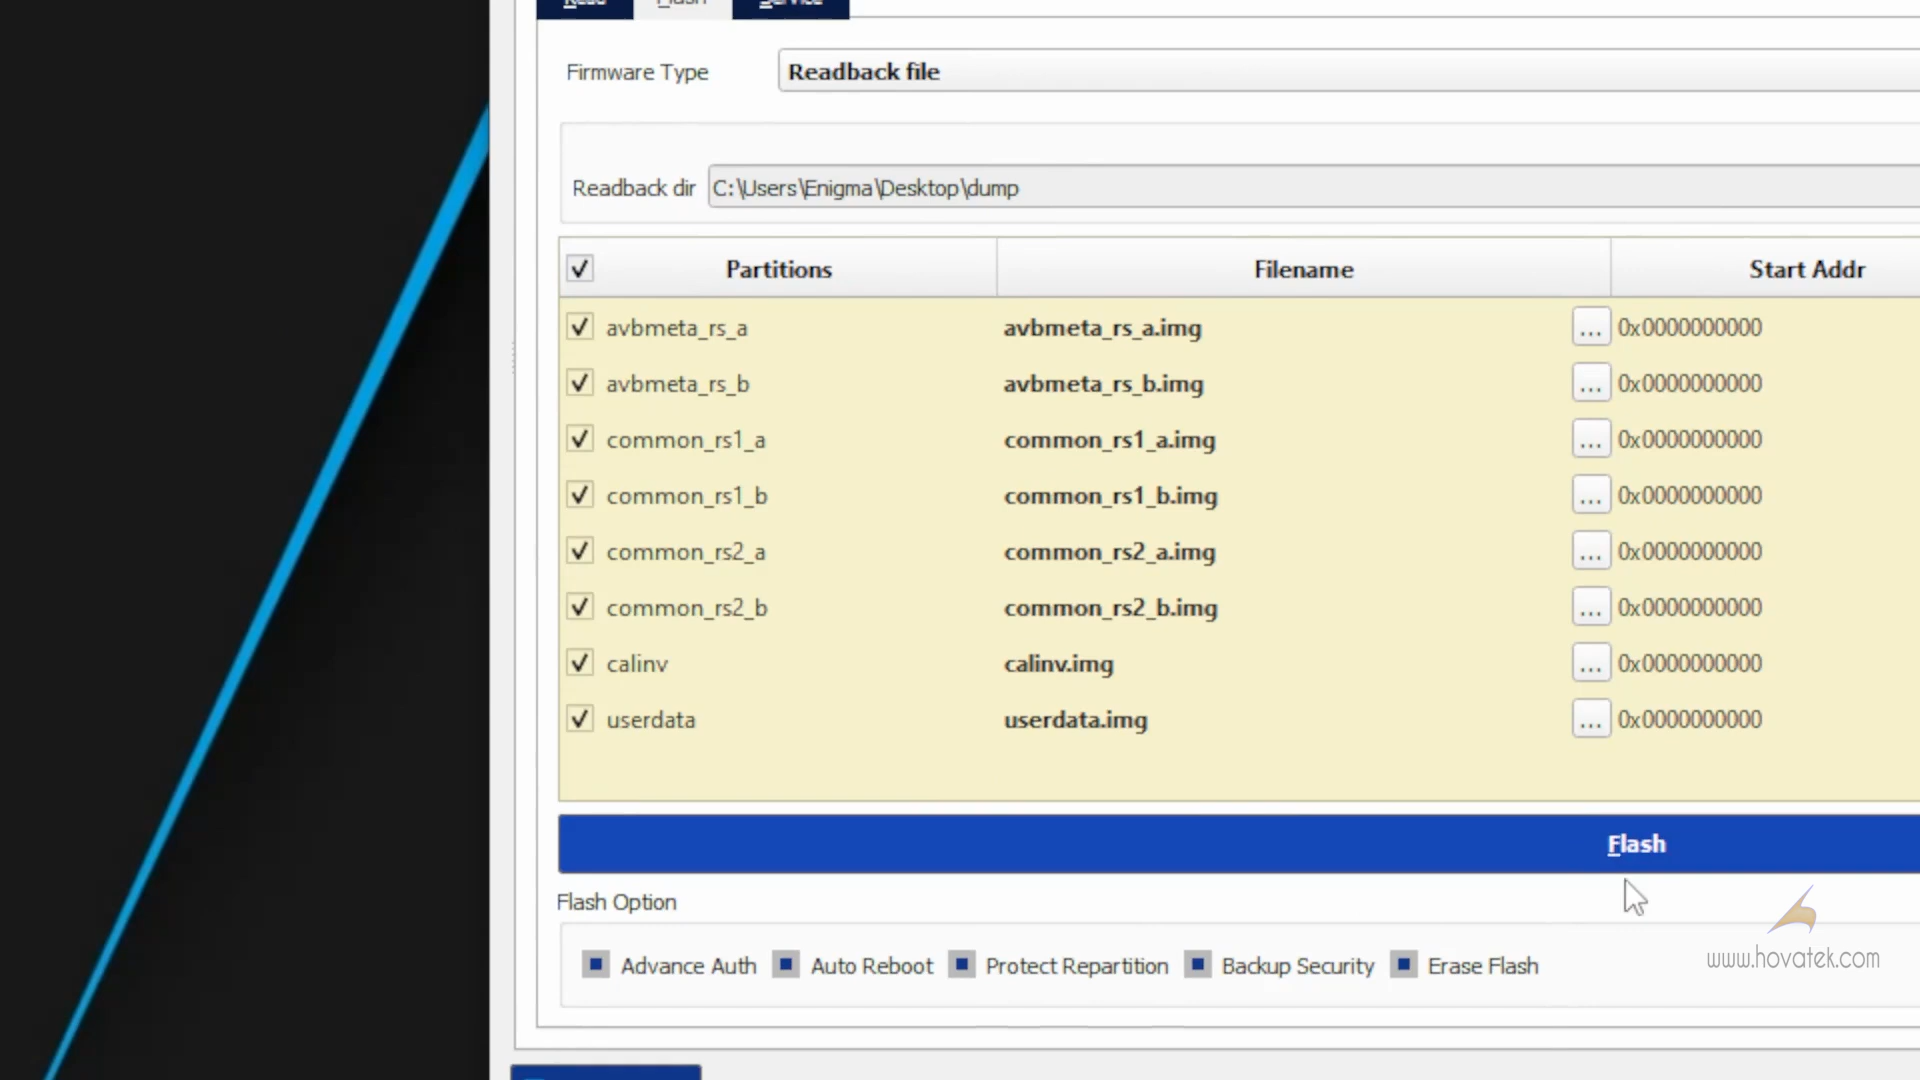 Read Flash Service
Firmware Type Readback file
Readback dir C:\Users\Enigma\Desktop\dump
Partitions Filename Start Addr
avbmeta_rs_a avbmeta_rs_a.img ... 0x0000000000
avbmeta_rs_b avbmeta_rs_b.img ... 0x0000000000
common_rs1_a common_rs1_a.img ... 0x0000000000
common_rs1_b common_rs1_b.img ... 0x0000000000
common_rs2_a common_rs2_a.img ... 0x0000000000
common_rs2_b common_rs2_b.img ... 0x0000000000
calinv calinv.img ... 0x0000000000
userdata userdata.img ... 0x0000000000
Flash
Flash Option
Advance Auth Auto Reboot Protect Repartition Backup Security Erase Flash
www.hovatek.com